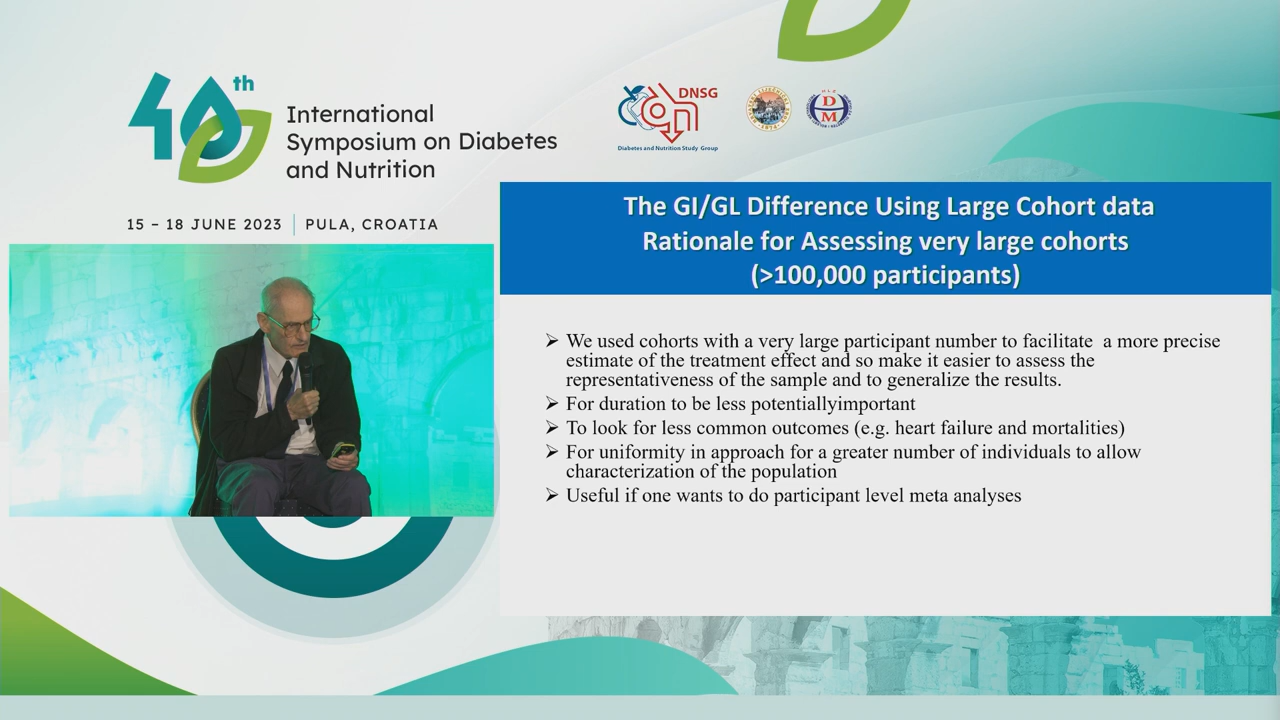 40th
International
Symposium on Diabetes
and Nutrition
15 – 18 JUNE 2023 | PULA, CROATIA
DNSG
Diabetes and Nutrition Study Group
The GI/GL Difference Using Large Cohort data
Rationale for Assessing very large cohorts
(>100,000 participants)
➢ We used cohorts with a very large participant number to facilitate a more precise
estimate of the treatment effect and so make it easier to assess the
representativeness of the sample and to generalize the results.
➢ For duration to be less potentiallyimportant
➢ To look for less common outcomes (e.g. heart failure and mortalities)
➢ For uniformity in approach for a greater number of individuals to allow
characterization of the population
➢ Useful if one wants to do participant level meta analyses